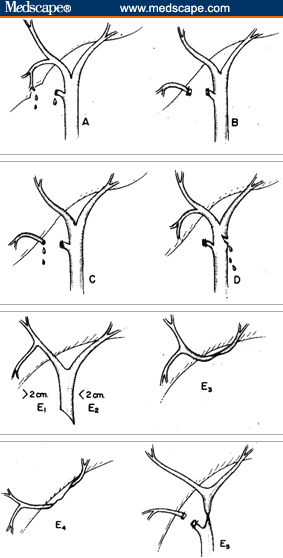 Medscape® www.medscape.com
A B
C D
>2cm. <2cm.
E₁ E₂
E₃
E₄
E₅